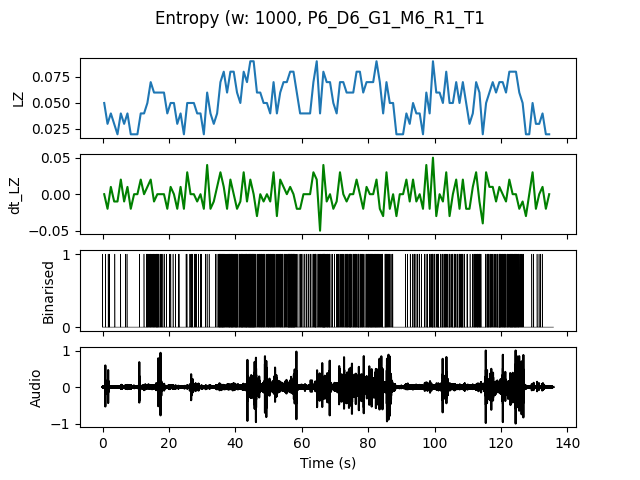 Entropy (w: 1000, P6_D6_G1_M6_R1_T1
LZ
0.075
0.050
0.025
dt_LZ
0.05
0.00
−0.05
Binarised
1
0
Audio
1
0
−1
0 20 40 60 80 100 120 140
Time (s)